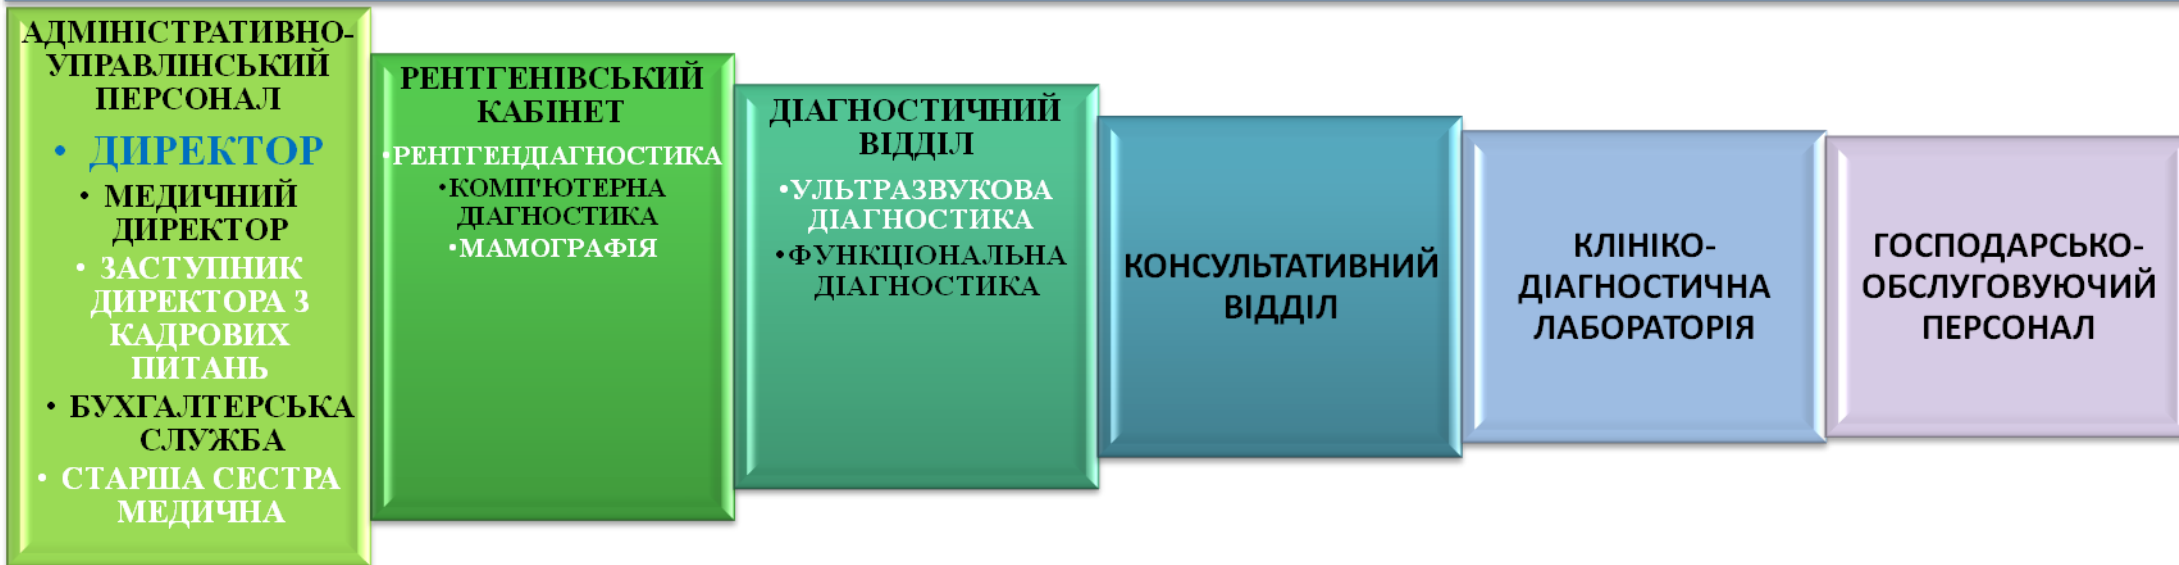 АДМІНІСТРАТИВНО-
УПРАВЛІНСЬКИЙ
ПЕРСОНАЛ
• ДИРЕКТОР
• МЕДИЧНИЙ
ДИРЕКТОР
• ЗАСТУПНИК
ДИРЕКТОРА З
КАДРОВИХ
ПИТАНЬ
• БУХГАЛТЕРСЬКА
СЛУЖБА
• СТАРША СЕСТРА
МЕДИЧНА
РЕНТГЕНІВСЬКИЙ
КАБІНЕТ
•РЕНТГЕНДІАГНОСТИКА
•КОМП'ЮТЕРНА
ДІАГНОСТИКА
•МАМОГРАФІЯ
ДІАГНОСТИЧНИЙ
ВІДДІЛ
•УЛЬТРАЗВУКОВА
ДІАГНОСТИКА
•ФУНКЦІОНАЛЬНА
ДІАГНОСТИКА
КОНСУЛЬТАТИВНИЙ
ВІДДІЛ
КЛІНІКО-
ДІАГНОСТИЧНА
ЛАБОРАТОРІЯ
ГОСПОДАРСЬКО-
ОБСЛУГОВУЮЧИЙ
ПЕРСОНАЛ